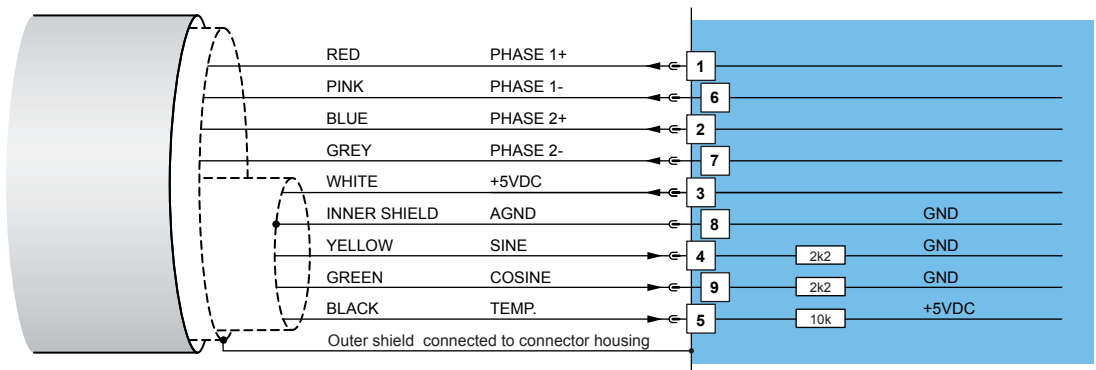 RED PHASE 1+ 1
PINK PHASE 1- 6
BLUE PHASE 2+ 2
GREY PHASE 2- 7
WHITE +5VDC 3
INNER SHIELD AGND 8 GND
YELLOW SINE 4 2k2 GND
GREEN COSINE 9 2k2 GND
BLACK TEMP. 5 10k +5VDC
Outer shield connected to connector housing